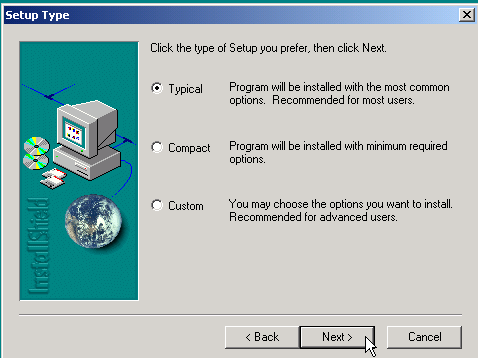 Setup Type
Click the type of Setup you prefer, then click Next.
Typical
Program will be installed with the most common
options. Recommended for most users.
Compact
Program will be installed with minimum required
options.
Custom
You may choose the options you want to install.
Recommended for advanced users.
InstallShield
< Back
Next >
Cancel